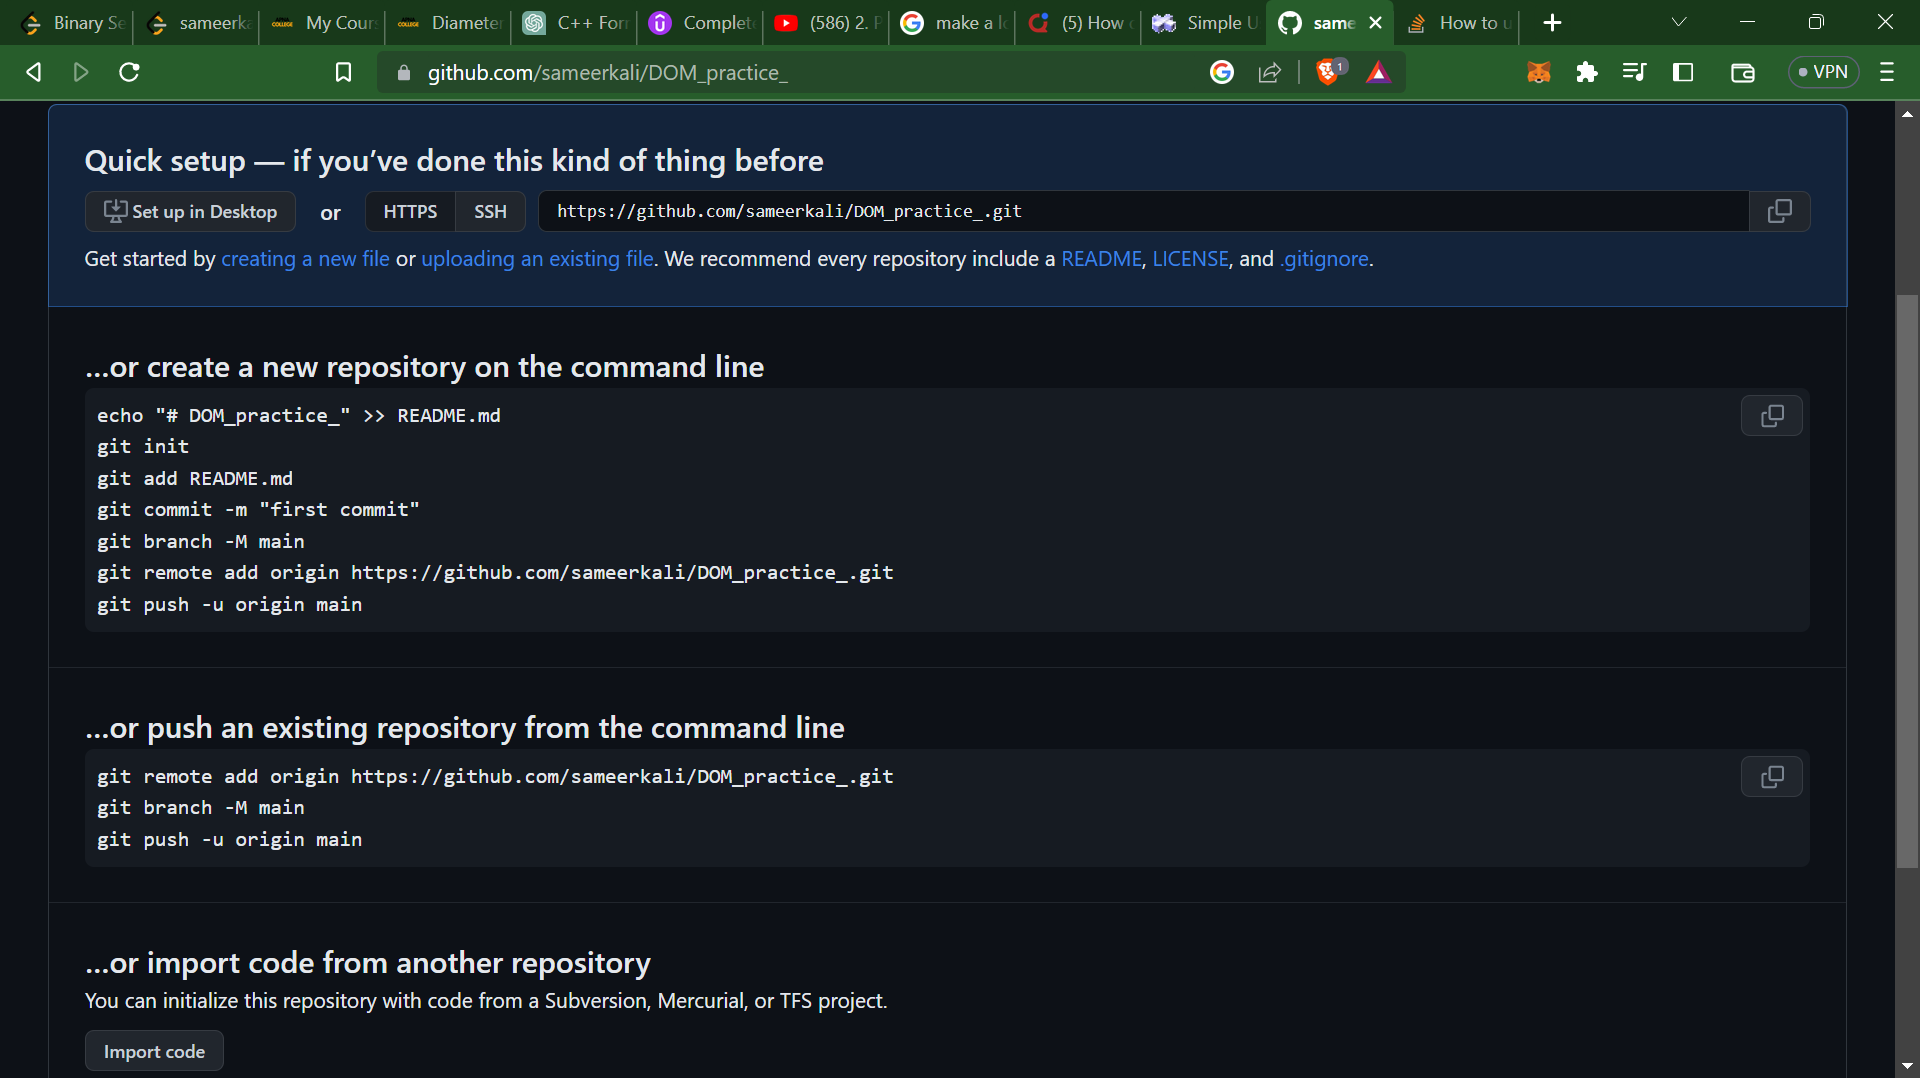 Binary Se
sameerka
My Cour
Diameter
C++ For
Complet
(586) 2. P
make a l
(5) How
Simple U
same
How to u
github.com/sameerkali/DOM_practice_
1
VPN
Quick setup — if you’ve done this kind of thing before
Set up in Desktop or HTTPS SSH https://github.com/sameerkali/DOM_practice_.git
Get started by creating a new file or uploading an existing file. We recommend every repository include a README, LICENSE, and .gitignore.
…or create a new repository on the command line
echo "# DOM_practice_" >> README.md
git init
git add README.md
git commit -m "first commit"
git branch -M main
git remote add origin https://github.com/sameerkali/DOM_practice_.git
git push -u origin main
…or push an existing repository from the command line
git remote add origin https://github.com/sameerkali/DOM_practice_.git
git branch -M main
git push -u origin main
…or import code from another repository
You can initialize this repository with code from a Subversion, Mercurial, or TFS project.
Import code